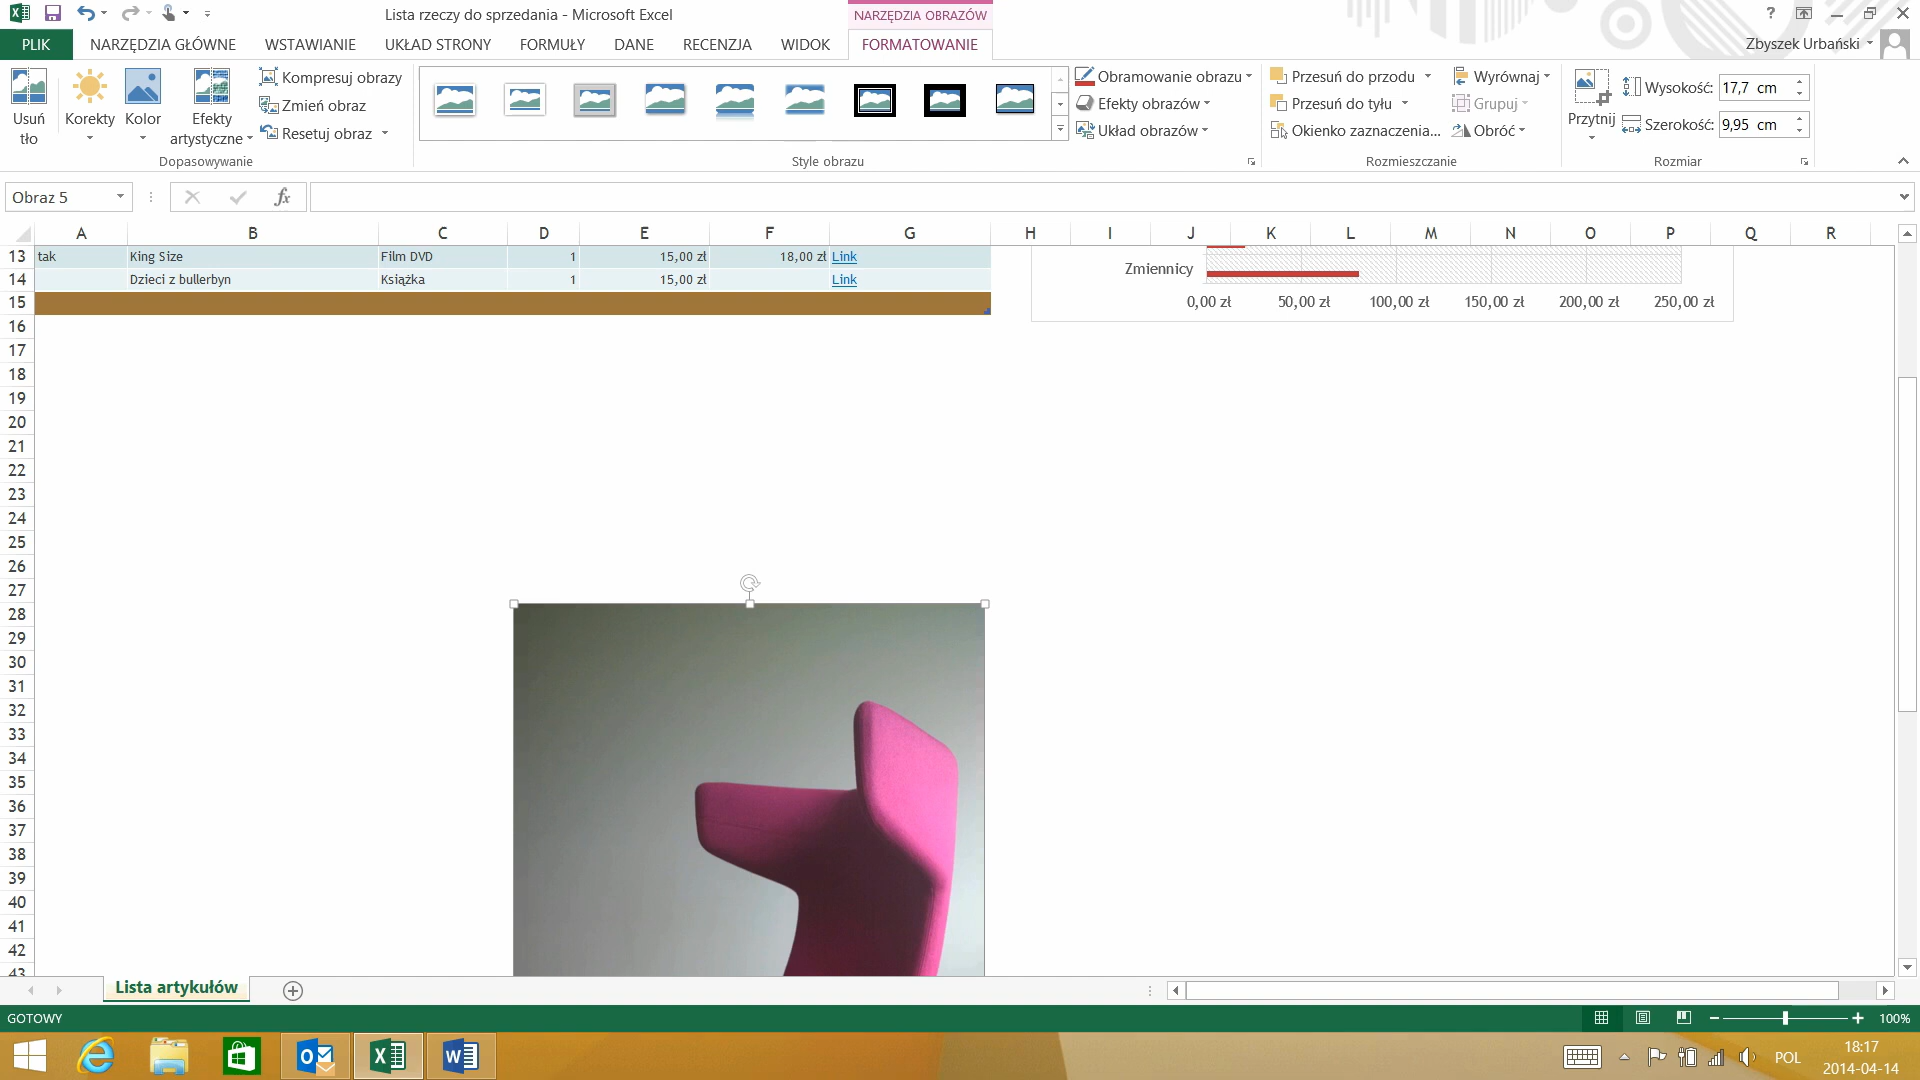 Lista rzeczy do sprzedania - Microsoft Excel
NARZĘDZIA OBRAZÓW
?
PLIK
NARZĘDZIA GŁÓWNE
WSTAWIANIE
UKŁAD STRONY
FORMUŁY
DANE
RECENZJA
WIDOK
FORMATOWANIE
Zbyszek Urbański
Usuń
tło
Korekty
Kolor
Efekty
artystyczne
Kompresuj obrazy
Zmień obraz
Resetuj obraz
Dopasowywanie
Style obrazu
Obramowanie obrazu
Efekty obrazów
Układ obrazów
Przesuń do przodu
Przesuń do tyłu
Okienko zaznaczenia...
Wyrównaj
Grupuj
Obróć
Rozmieszczanie
Przytnij
Wysokość: 17,7 cm
Szerokość: 9,95 cm
Rozmiar
Obraz 5
fx
A B C D E F G H I J K L M N O P Q R
13 tak King Size Film DVD 1 15,00 zł 18,00 zł Link
14 Dzieci z bullerbyn Książka 1 15,00 zł Link
15
16
17
18
19
20
21
22
23
24
25
26
27
28
29
30
31
32
33
34
35
36
37
38
39
40
41
42
43
Zmiennicy
0,00 zł 50,00 zł 100,00 zł 150,00 zł 200,00 zł 250,00 zł
Lista artykułów
GOTOWY
100%
POL
18:17
2014-04-14